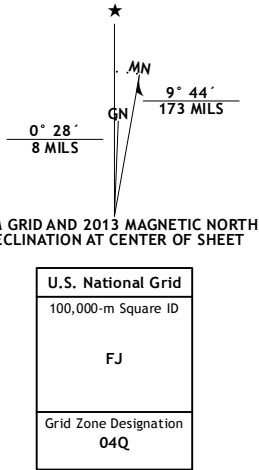 ★
MN
GN
9° 44´
173 MILS
0° 28´
8 MILS
GRID AND 2013 MAGNETIC NORTH
AT CENTER OF SHEET
U.S. National Grid
100,000-m Square ID
FJ
Grid Zone Designation
04Q